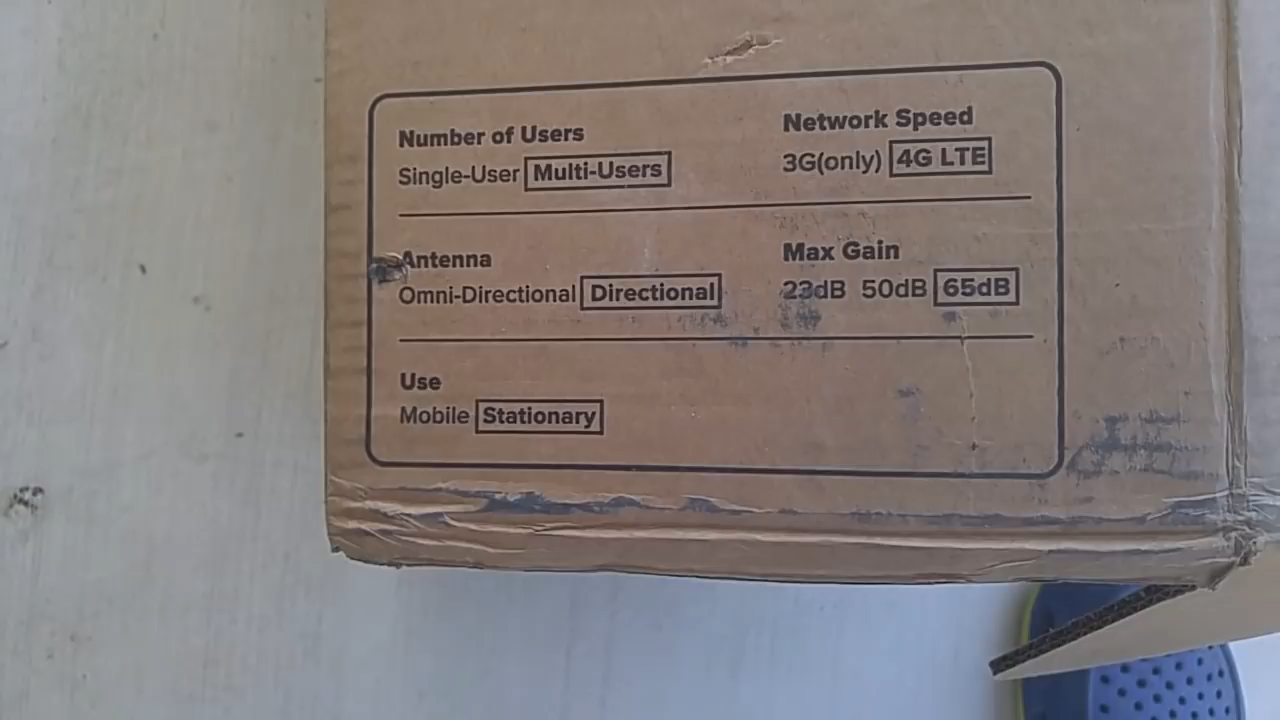 Number of Users
Single-User Multi-Users
Network Speed
3G(only) 4G LTE
Antenna
Omni-Directional Directional
Max Gain
23dB 50dB 65dB
Use
Mobile Stationary